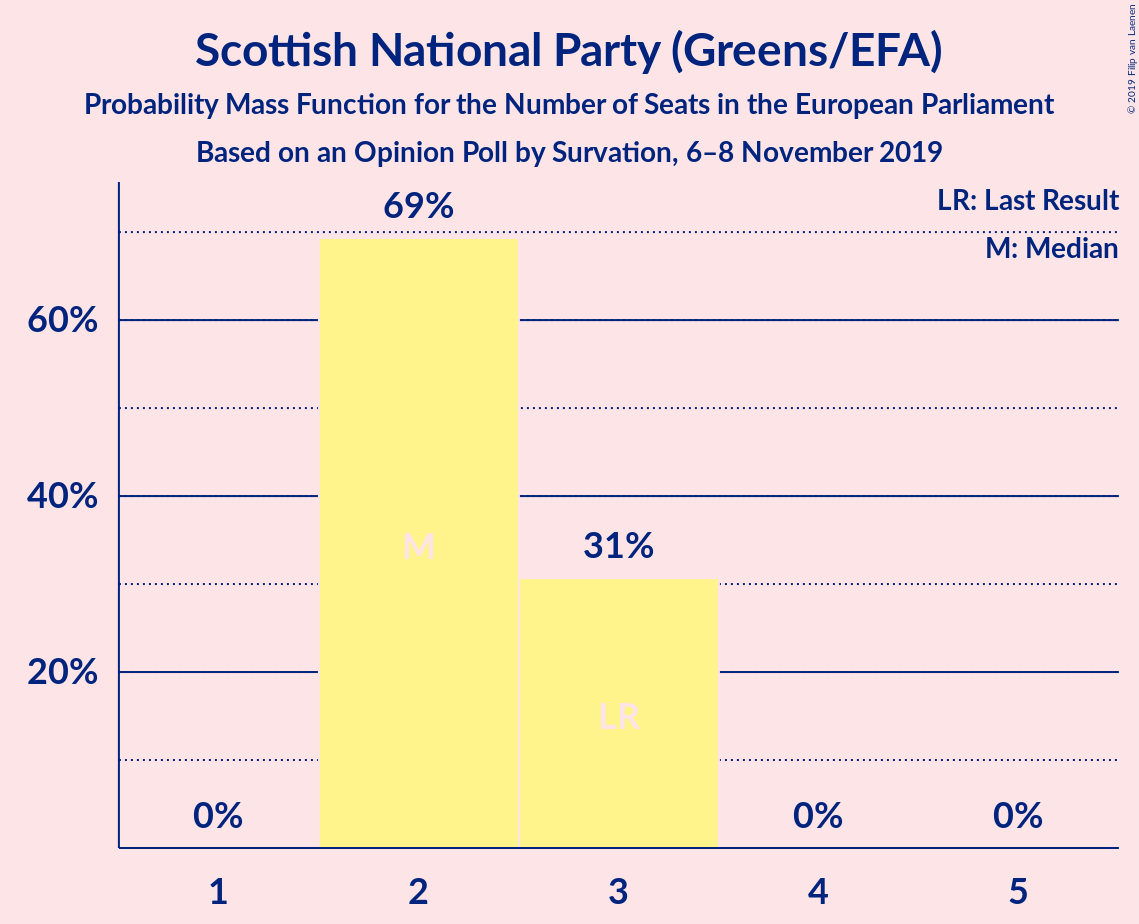 Scottish National Party (Greens/EFA)
Probability Mass Function for the Number of Seats in the European Parliament
Based on an Opinion Poll by Survation, 6–8 November 2019
© 2019 Filip van Laenen
LR: Last Result
M: Median
69%
60%
40%
M
31%
20%
LR
0%
0%
0%
1
2
3
4
5